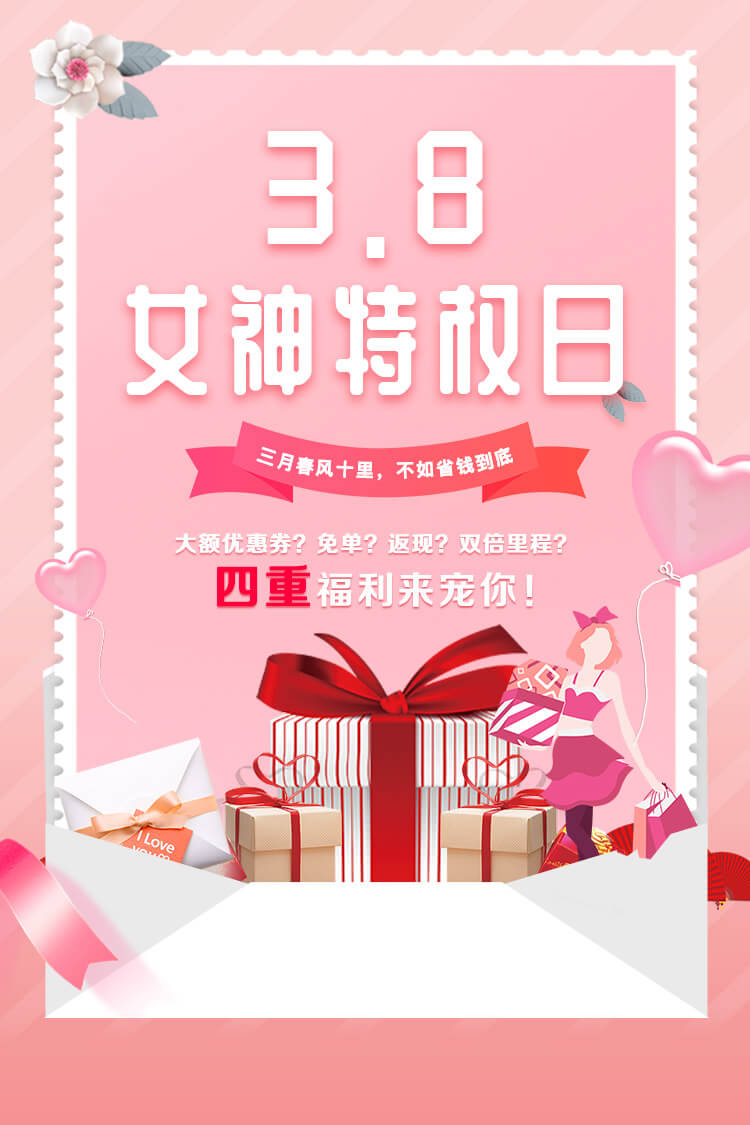 3.8
女神特权日
三月春风十里，不如省钱到底
大额优惠券？免单？返现？双倍里程？
四重福利来宠你！
I Love
you m